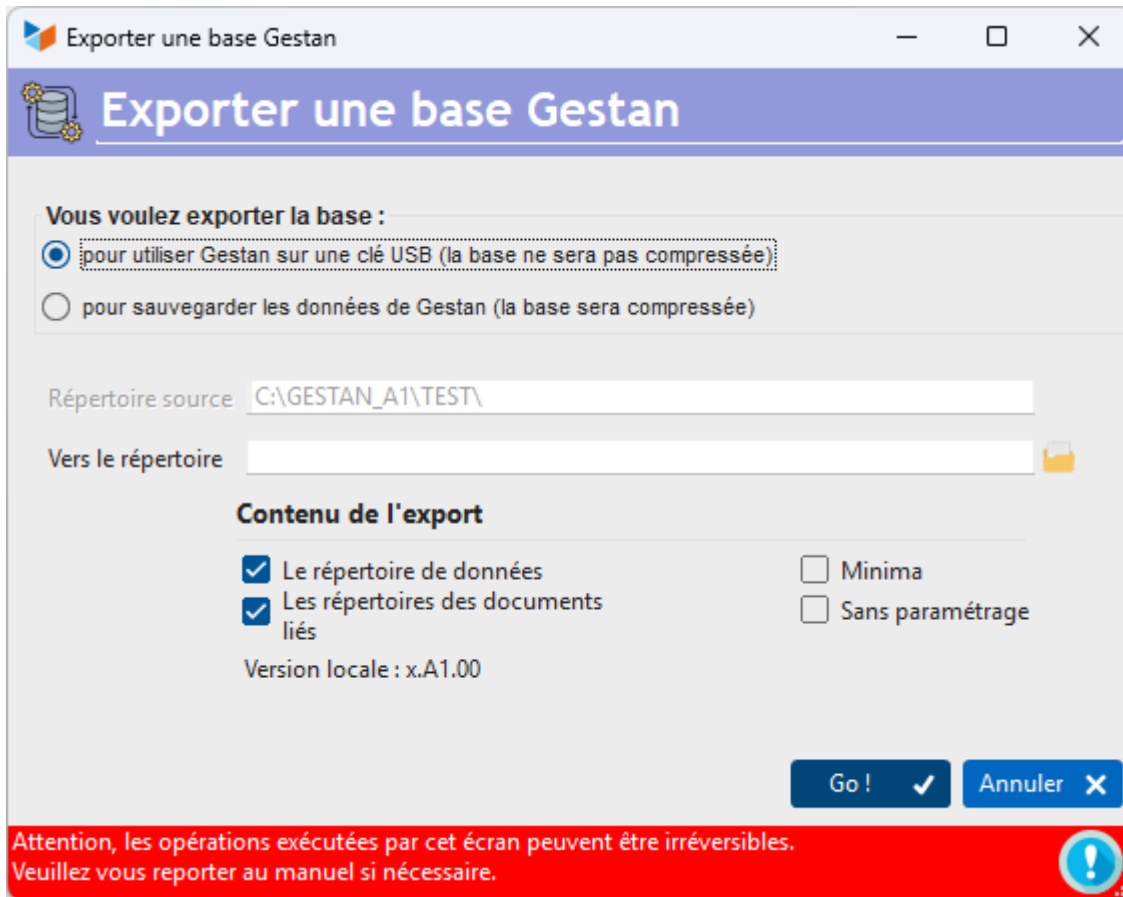 Exporter une base Gestan
Exporter une base Gestan
Vous voulez exporter la base :
pour utiliser Gestan sur une clé USB (la base ne sera pas compressée)
pour sauvegarder les données de Gestan (la base sera compressée)
Répertoire source C:\GESTAN_A1\TEST\
Vers le répertoire
Contenu de l'export
Le répertoire de données Minima
Les répertoires des documents
liés
Sans paramétrage
Version locale : x.A1.00
Go ! Annuler
Attention, les opérations exécutées par cet écran peuvent être irréversibles.
Veuillez vous reporter au manuel si nécessaire.